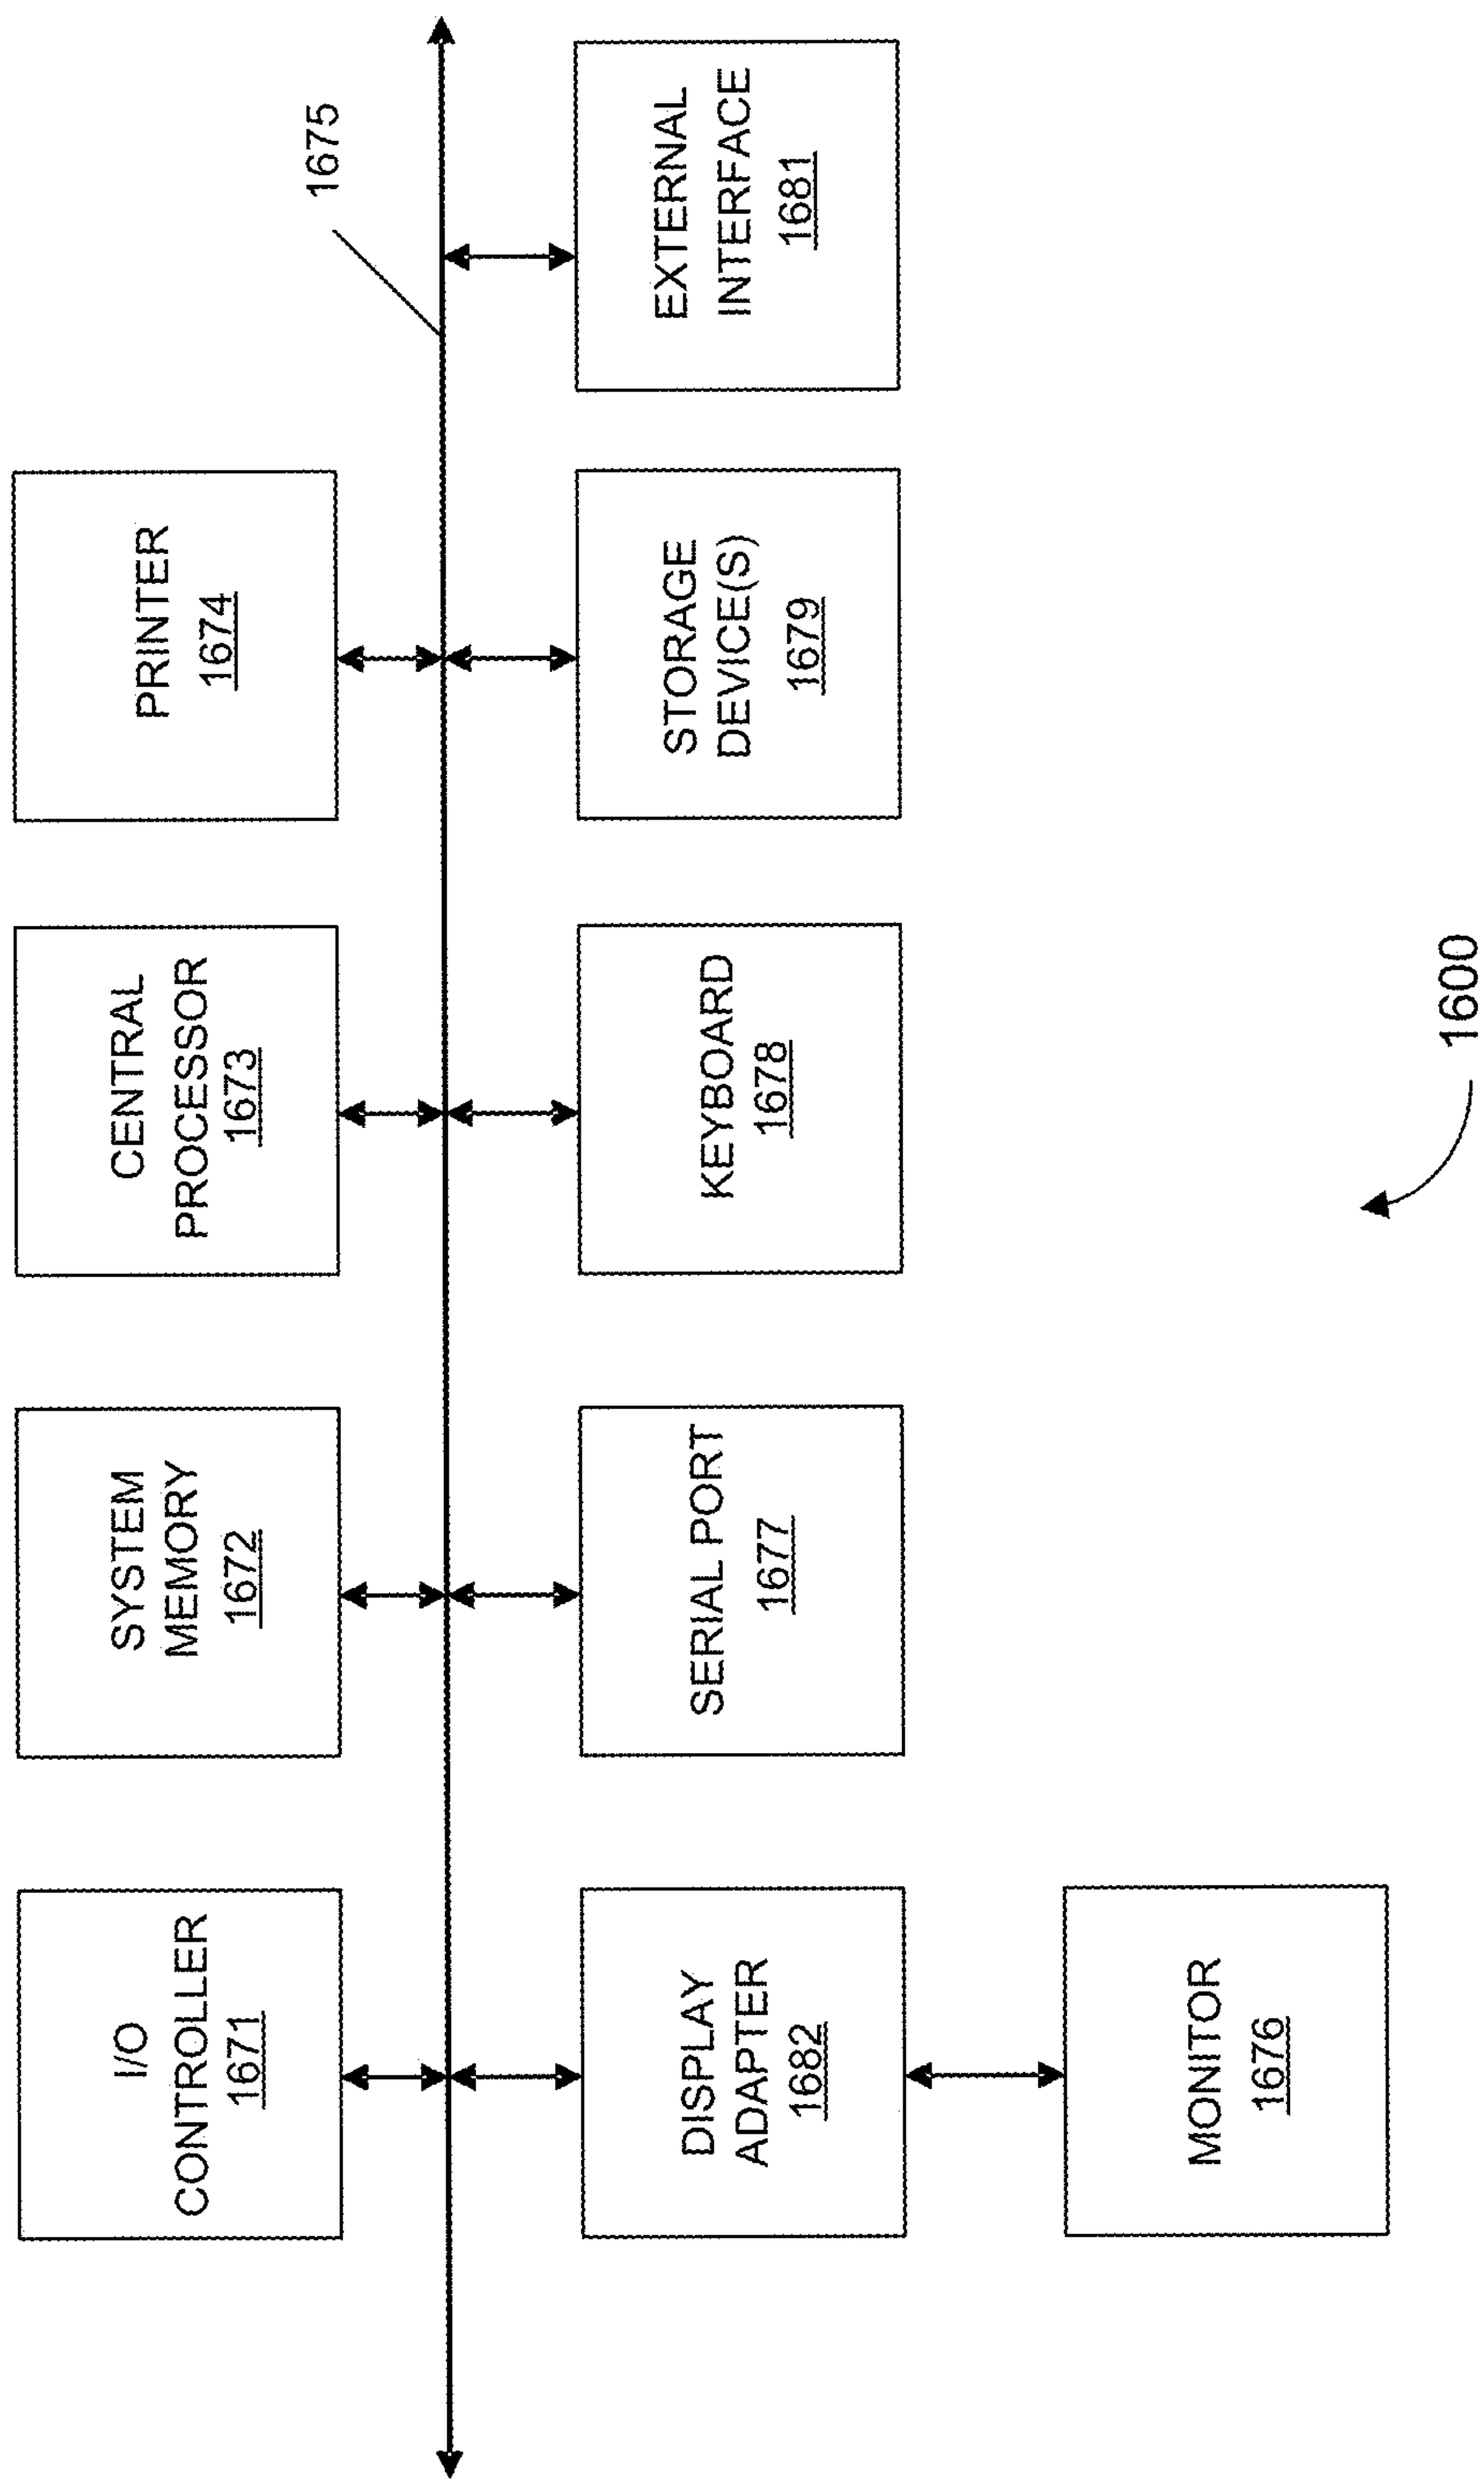 I/O
CONTROLLER
1671
SYSTEM
MEMORY
1672
CENTRAL
PROCESSOR
1673
PRINTER
1674
1675
DISPLAY
ADAPTER
1682
SERIAL PORT
1677
KEYBOARD
1678
STORAGE
DEVICE(S)
1679
EXTERNAL
INTERFACE
1681
MONITOR
1676
1600